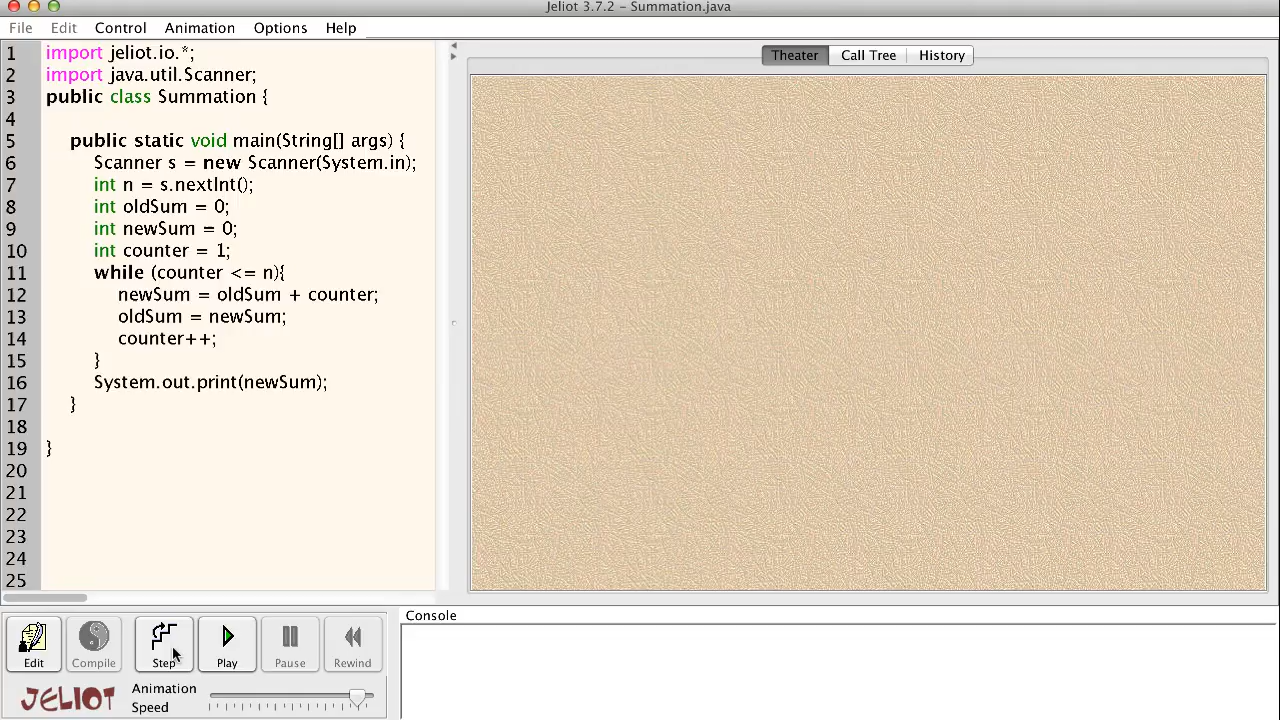 Jeliot 3.7.2 - Summation.java
File Edit Control Animation Options Help
Theater Call Tree History
1 import jeliot.io.*;
2 import java.util.Scanner;
3 public class Summation {
4
5 public static void main(String[] args) {
6 Scanner s = new Scanner(System.in);
7 int n = s.nextInt();
8 int oldSum = 0;
9 int newSum = 0;
10 int counter = 1;
11 while (counter <= n){
12 newSum = oldSum + counter;
13 oldSum = newSum;
14 counter++;
15 }
16 System.out.print(newSum);
17 }
18
19 }
20
21
22
23
24
25
Edit Compile Step Play Pause Rewind
JELIOT
Animation
Speed
Console